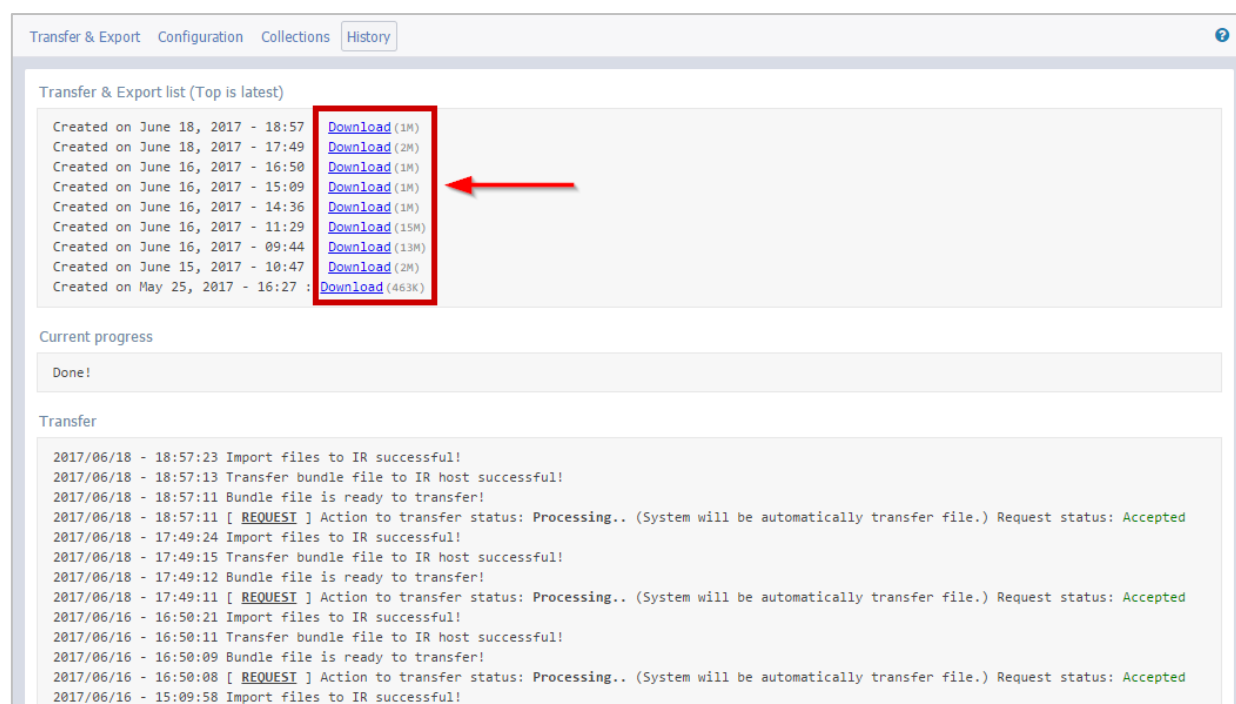 Transfer & Export Configuration Collections History
Transfer & Export list (Top is latest)
Created on June 18, 2017 - 18:57 Download (1M)
Created on June 18, 2017 - 17:49 Download (2M)
Created on June 16, 2017 - 16:50 Download (1M)
Created on June 16, 2017 - 15:09 Download (1M)
Created on June 16, 2017 - 14:36 Download (1M)
Created on June 16, 2017 - 11:29 Download (15M)
Created on June 16, 2017 - 09:44 Download (13M)
Created on June 15, 2017 - 10:47 Download (2M)
Created on May 25, 2017 - 16:27 : Download (463K)
Current progress
Done!
Transfer
2017/06/18 - 18:57:23 Import files to IR successful!
2017/06/18 - 18:57:13 Transfer bundle file to IR host successful!
2017/06/18 - 18:57:11 Bundle file is ready to transfer!
2017/06/18 - 18:57:11 [ REQUEST ] Action to transfer status: Processing.. (System will be automatically transfer file.) Request status: Accepted
2017/06/18 - 17:49:24 Import files to IR successful!
2017/06/18 - 17:49:15 Transfer bundle file to IR host successful!
2017/06/18 - 17:49:12 Bundle file is ready to transfer!
2017/06/18 - 17:49:11 [ REQUEST ] Action to transfer status: Processing.. (System will be automatically transfer file.) Request status: Accepted
2017/06/16 - 16:50:21 Import files to IR successful!
2017/06/16 - 16:50:11 Transfer bundle file to IR host successful!
2017/06/16 - 16:50:09 Bundle file is ready to transfer!
2017/06/16 - 16:50:08 [ REQUEST ] Action to transfer status: Processing.. (System will be automatically transfer file.) Request status: Accepted
2017/06/16 - 15:09:58 Import files to IR successful!